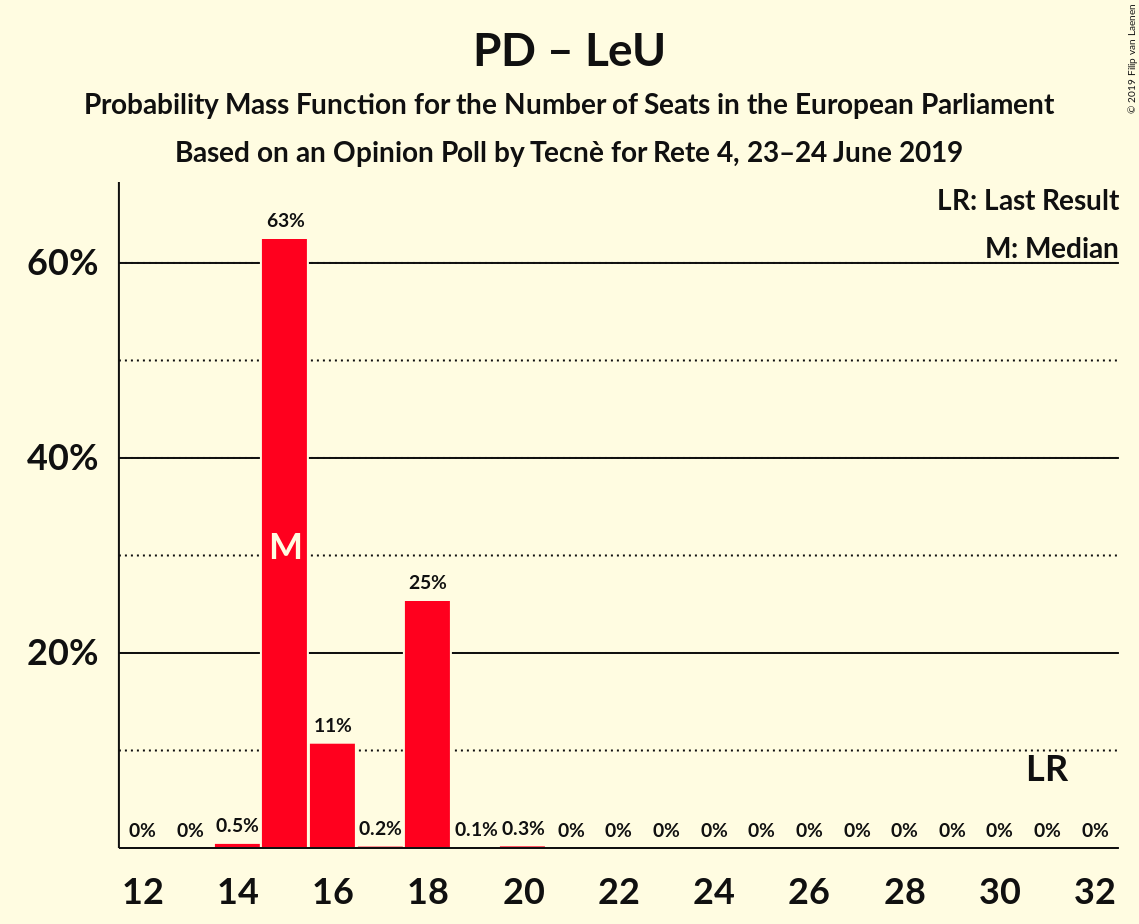 PD – LeU
Probability Mass Function for the Number of Seats in the European Parliament
Based on an Opinion Poll by Tecnè for Rete 4, 23–24 June 2019
© 2019 Filip van Laenen
LR: Last Result
M: Median
60%
40%
20%
63%
M
25%
11%
LR
0% 0% 0.5% 0.2% 0.1% 0.3% 0% 0% 0% 0% 0% 0% 0% 0% 0% 0% 0% 0%
12 14 16 18 20 22 24 26 28 30 32